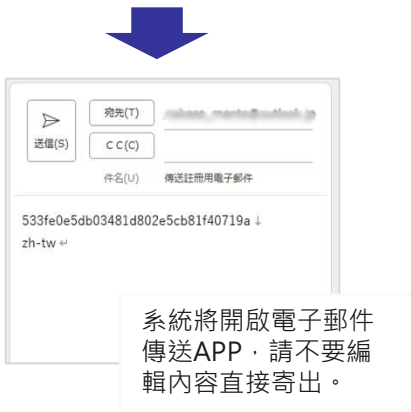 宛先(T)
送信(S)
C C(C)
件名(U) 傳送註冊用電子郵件
533fe0e5db03481d802e5cb81f40719a ↓
zh-tw ↵
系統將開啟電子郵件
傳送APP，請不要編
輯內容直接寄出。